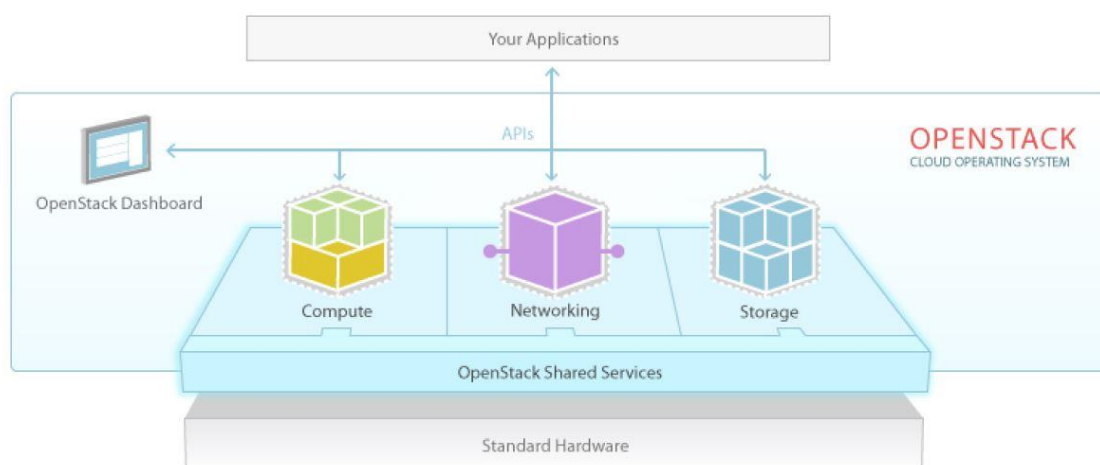 Your Applications
APIs
OPENSTACK
CLOUD OPERATING SYSTEM
OpenStack Dashboard
Compute
Networking
Storage
OpenStack Shared Services
Standard Hardware